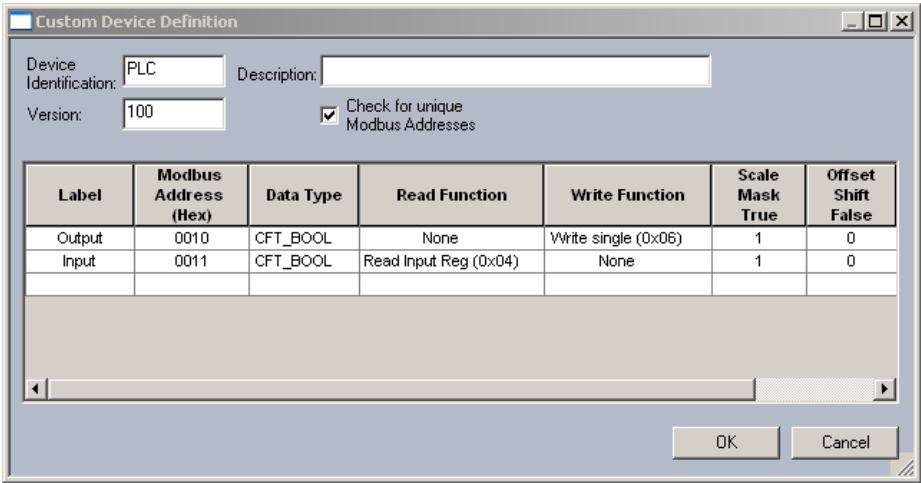 Custom Device Definition
Device
Identification:
PLC
Description:
Version:
100
Check for unique
Modbus Addresses
Label
Modbus
Address
(Hex)
Data Type
Read Function
Write Function
Scale
Mask
True
Offset
Shift
False
Output 0010 CFT_BOOL None Write single (0x06) 1 0
Input 0011 CFT_BOOL Read Input Reg (0x04) None 1 0
OK Cancel